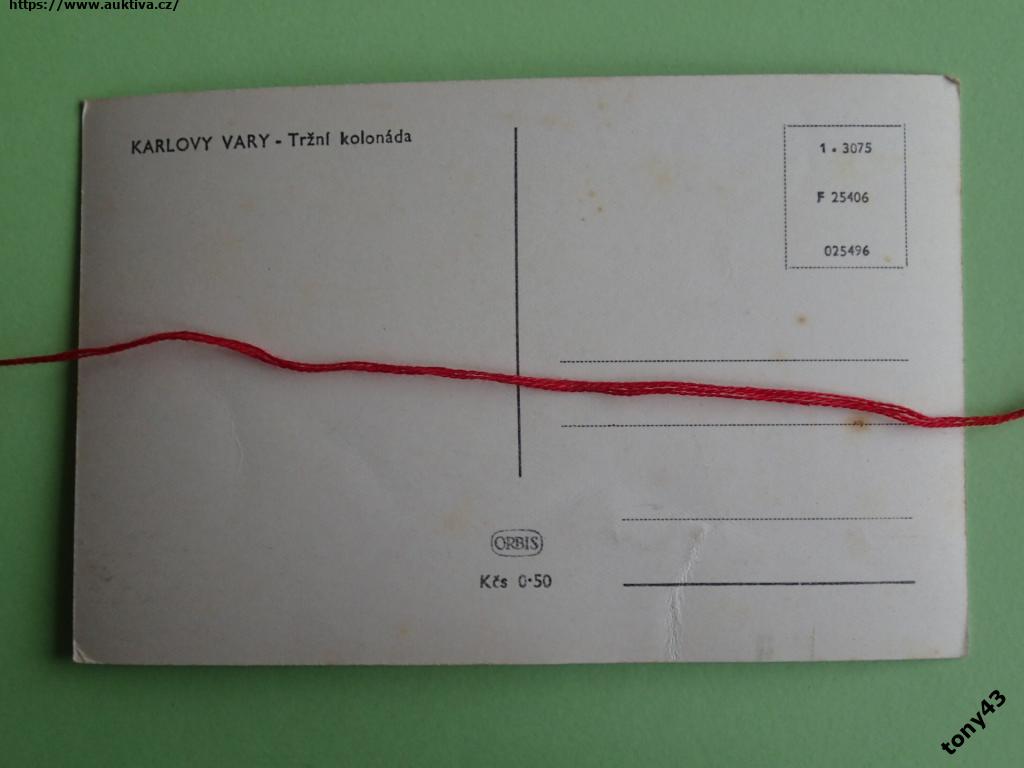 https://www.auktiva.cz/
KARLOVY VARY - Tržní kolonáda
1 • 3075
F 25406
025496
ORBIS
Kčs 0•50
tony43